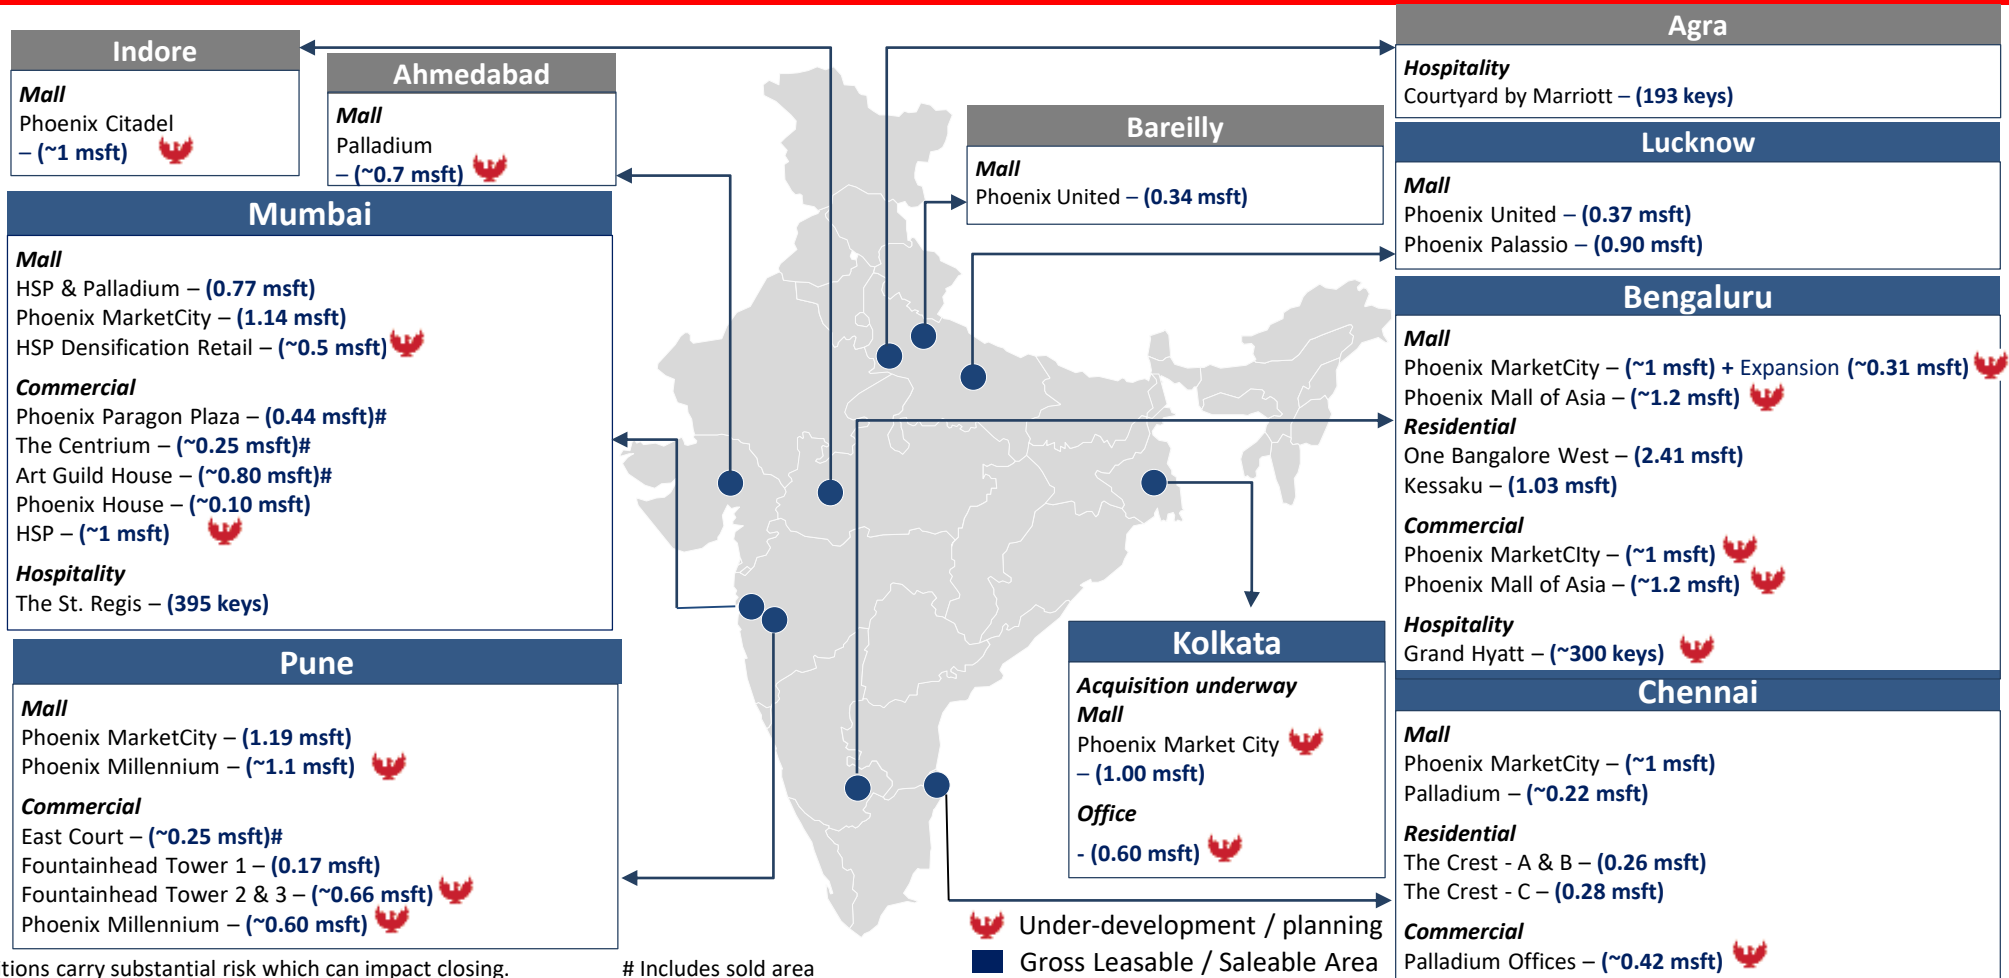 Indore
Mall
Phoenix Citadel
– (~1 msft)
Ahmedabad
Mall
Palladium
– (~0.7 msft)
Mumbai
Mall
HSP & Palladium – (0.77 msft)
Phoenix MarketCity – (1.14 msft)
HSP Densification Retail – (~0.5 msft)
Commercial
Phoenix Paragon Plaza – (0.44 msft)#
The Centrium – (~0.25 msft)#
Art Guild House – (~0.80 msft)#
Phoenix House – (~0.10 msft)
HSP – (~1 msft)
Hospitality
The St. Regis – (395 keys)
Pune
Mall
Phoenix MarketCity – (1.19 msft)
Phoenix Millennium – (~1.1 msft)
Commercial
East Court – (~0.25 msft)#
Fountainhead Tower 1 – (0.17 msft)
Fountainhead Tower 2 & 3 – (~0.66 msft)
Phoenix Millennium – (~0.60 msft)
Bareilly
Mall
Phoenix United – (0.34 msft)
Agra
Hospitality
Courtyard by Marriott – (193 keys)
Lucknow
Mall
Phoenix United – (0.37 msft)
Phoenix Palassio – (0.90 msft)
Bengaluru
Mall
Phoenix MarketCity – (~1 msft) + Expansion (~0.31 msft)
Phoenix Mall of Asia – (~1.2 msft)
Residential
One Bangalore West – (2.41 msft)
Kessaku – (1.03 msft)
Commercial
Phoenix MarketCIty – (~1 msft)
Phoenix Mall of Asia – (~1.2 msft)
Hospitality
Grand Hyatt – (~300 keys)
Kolkata
Acquisition underway
Mall
Phoenix Market City
– (1.00 msft)
Office
- (0.60 msft)
Chennai
Mall
Phoenix MarketCity – (~1 msft)
Palladium – (~0.22 msft)
Residential
The Crest - A & B – (0.26 msft)
The Crest - C – (0.28 msft)
Commercial
Palladium Offices – (~0.42 msft)
Under-development / planning
Gross Leasable / Saleable Area
carry substantial risk which can impact closing.
# Includes sold area